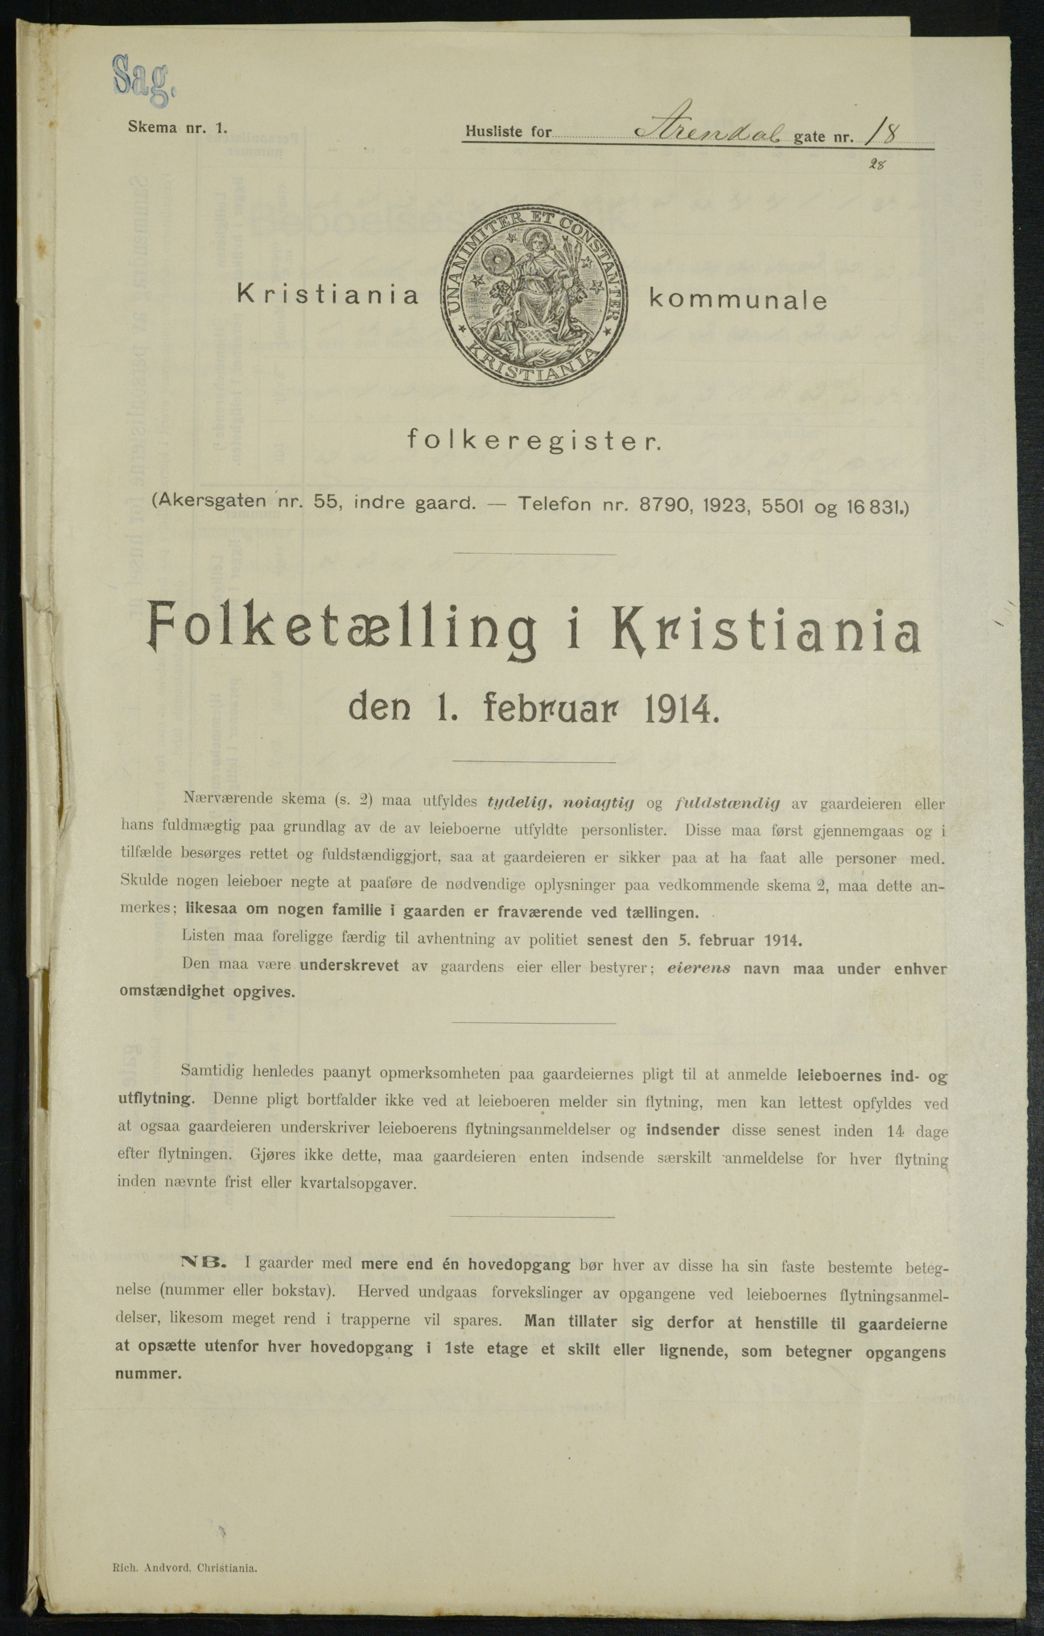 Sag.
Skema nr. 1.
Husliste for Arendal gate nr. 18
28
UNANIMITER ET CONSTANTER
KRISTIANIA
Kristiania kommunale
folkeregister.
(Akersgaten nr. 55, indre gaard. — Telefon nr. 8790, 1923, 5501 og 16 831.)
Folketælling i Kristiania
den 1. februar 1914.
Nærværende skema (s. 2) maa utfyldes tydelig, nøiagtig og fuldstændig av gaardeieren eller
hans fuldmægtig paa grundlag av de av leieboerne utfyldte personlister. Disse maa først gjennemgaas og i
tilfælde besørges rettet og fuldstændiggjort, saa at gaardeieren er sikker paa at ha faat alle personer med.
Skulde nogen leieboer negte at paaføre de nødvendige oplysninger paa vedkommende skema 2, maa dette an-
merkes; likesaa om nogen familie i gaarden er fraværende ved tællingen.
Listen maa foreligge færdig til avhentning av politiet senest den 5. februar 1914.
Den maa være underskrevet av gaardens eier eller bestyrer; eierens navn maa under enhver
omstændighet opgives.
Samtidig henledes paanyt opmerksomheten paa gaardeiernes pligt til at anmelde leieboernes ind- og
utflytning. Denne pligt bortfalder ikke ved at leieboeren melder sin flytning, men kan lettest opfyldes ved
at ogsaa gaardeieren underskriver leieboerens flytningsanmeldelser og indsender disse senest inden 14 dage
efter flytningen. Gjøres ikke dette, maa gaardeieren enten indsende særskilt anmeldelse for hver flytning
inden nævnte frist eller kvartalsopgaver.
NB. I gaarder med mere end én hovedopgang bør hver av disse ha sin faste bestemte beteg-
nelse (nummer eller bokstav). Herved undgaas forvekslinger av opgangene ved leieboernes flytningsanmel-
delser, likesom meget rend i trapperne vil spares. Man tillater sig derfor at henstille til gaardeierne
at opsætte utenfor hver hovedopgang i 1ste etage et skilt eller lignende, som betegner opgangens
nummer.
Rich. Andvord, Christiania.